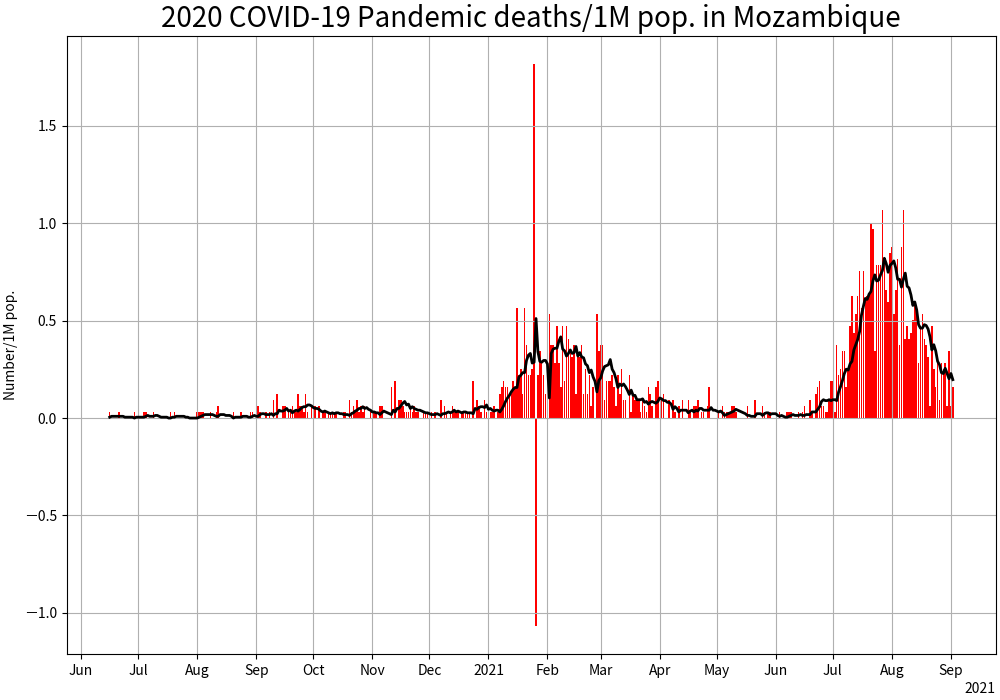 2020 COVID-19 Pandemic deaths/1M pop. in Mozambique
Number/1M pop.
1.5
1.0
0.5
0.0
−0.5
−1.0
Jun Jul Aug Sep Oct Nov Dec 2021 Feb Mar Apr May Jun Jul Aug Sep
2021